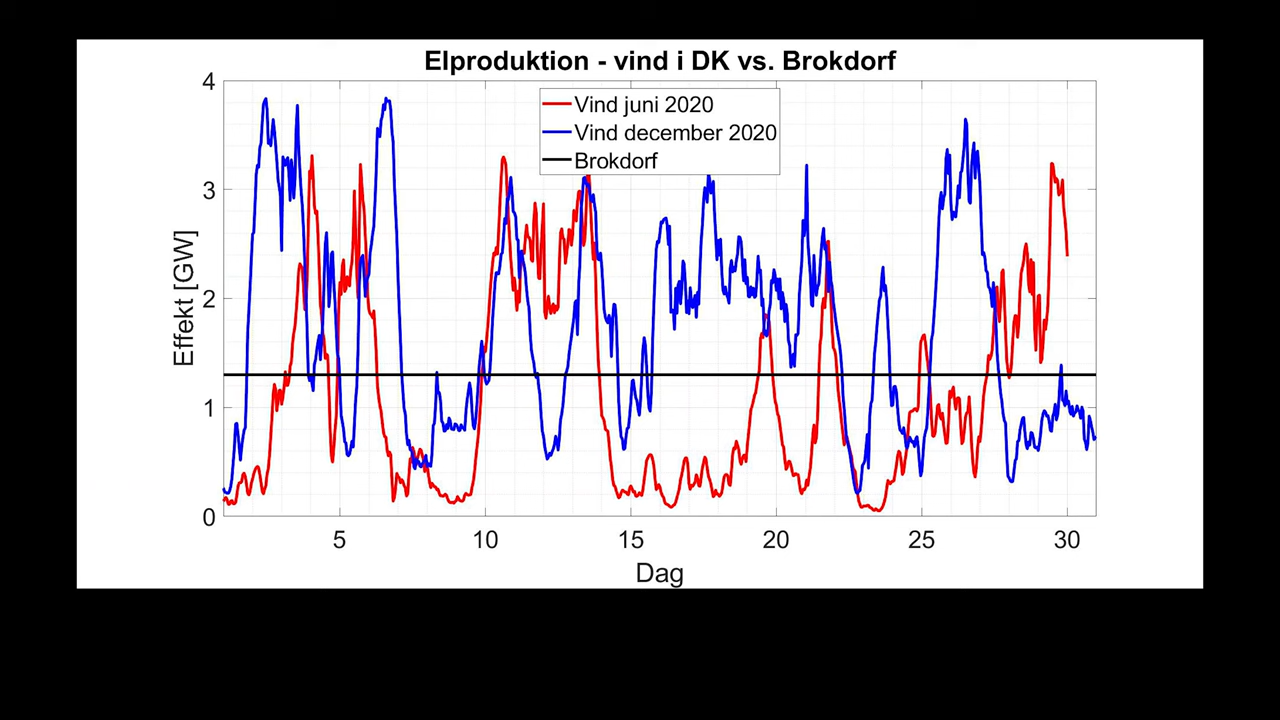 Elproduktion - vind i DK vs. Brokdorf
Vind juni 2020
Vind december 2020
Brokdorf
Effekt [GW]
4
3
2
1
0
5 10 15 20 25 30
Dag